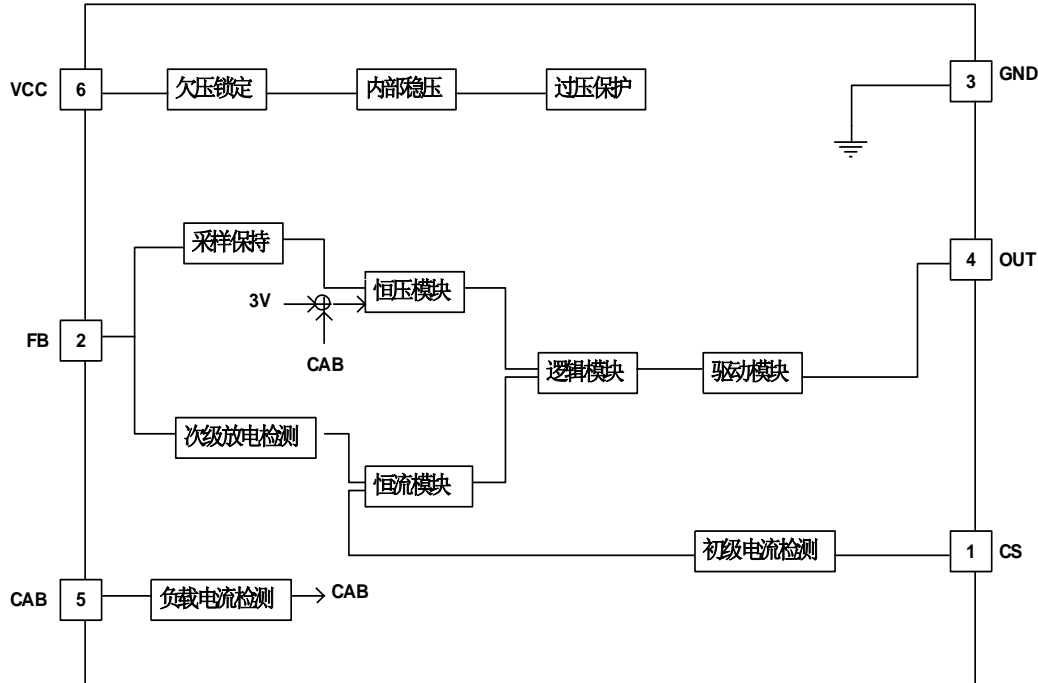 VCC 6 欠压锁定 内部稳压 过压保护 3 GND
采样保持 4 OUT
恒压模块
3V
FB 2
CAB
逻辑模块 驱动模块
次级放电检测
恒流模块
初级电流检测 1 CS
CAB 5 负载电流检测 CAB